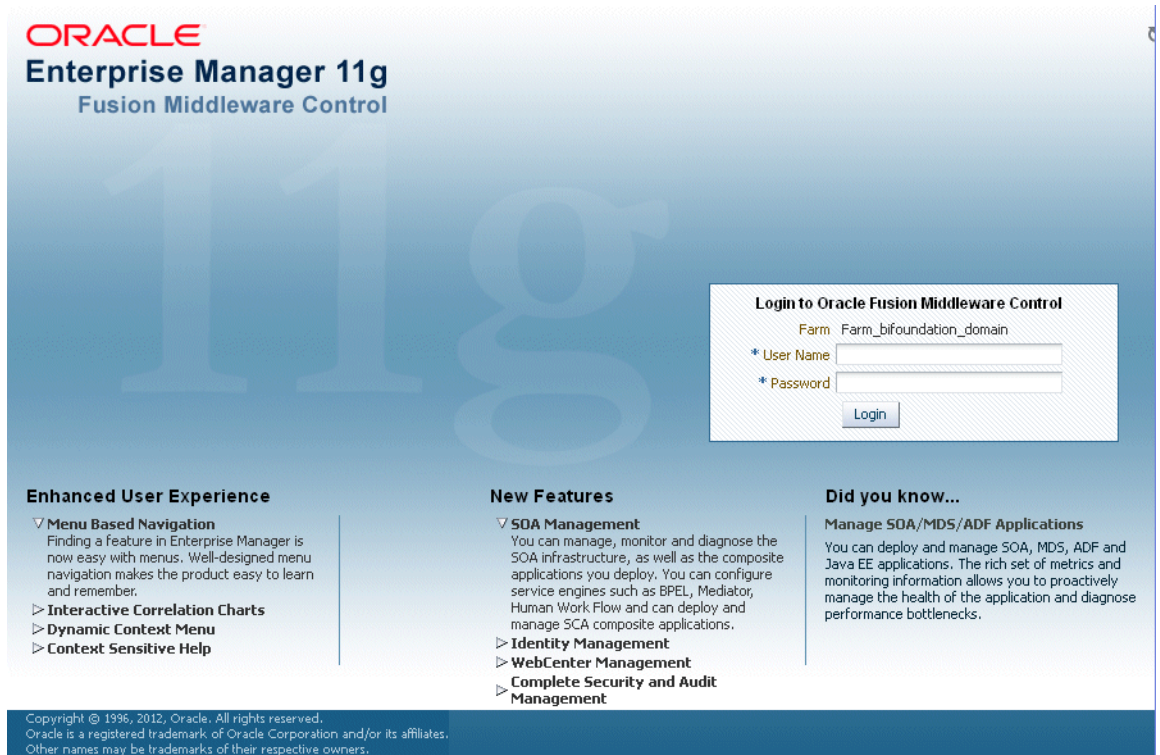 ORACLE
Enterprise Manager 11g
Fusion Middleware Control
11g
Login to Oracle Fusion Middleware Control
Farm Farm_bifoundation_domain
* User Name
* Password
Login
Enhanced User Experience
Menu Based Navigation
Finding a feature in Enterprise Manager is
now easy with menus. Well-designed menu
navigation makes the product easy to learn
and remember.
Interactive Correlation Charts
Dynamic Context Menu
Context Sensitive Help
New Features
SOA Management
You can manage, monitor and diagnose the
SOA infrastructure, as well as the composite
applications you deploy. You can configure
service engines such as BPEL, Mediator,
Human Work Flow and can deploy and
manage SCA composite applications.
Identity Management
WebCenter Management
Complete Security and Audit
Management
Did you know...
Manage SOA/MDS/ADF Applications
You can deploy and manage SOA, MDS, ADF and
Java EE applications. The rich set of metrics and
monitoring information allows you to proactively
manage the health of the application and diagnose
performance bottlenecks.
Copyright © 1996, 2012, Oracle. All rights reserved.
Oracle is a registered trademark of Oracle Corporation and/or its affiliates.
Other names may be trademarks of their respective owners.